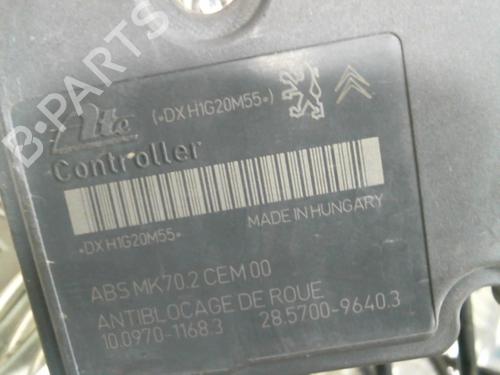 B-PARTS
Ate
(•DX H1G20M55•)
Controller
•DX H1G20M55•
MADE IN HUNGARY
ABS MK70.2 CEM 00
ANTIBLOCAGE DE ROUE
10.0970-1168.3 28.5700-9640.3